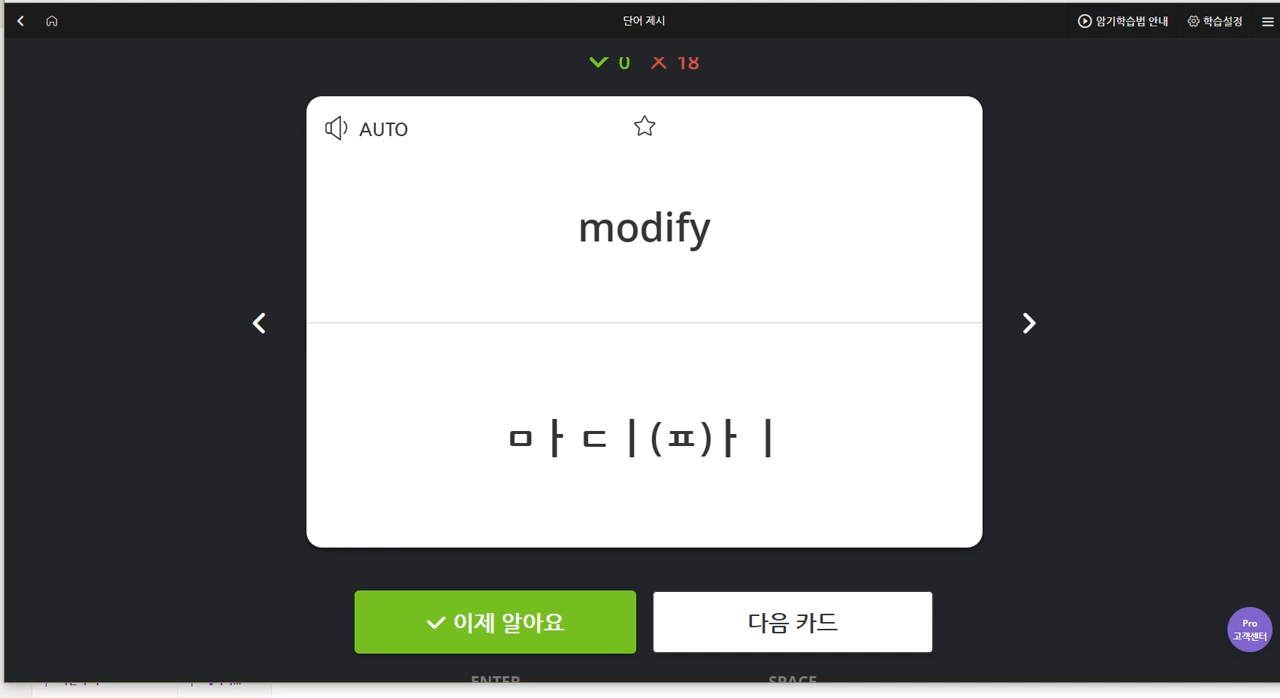 단어 제시
암기학습법 안내
학습설정
0 18
AUTO
modify
ㅁㅏ ㄷㅣ(ㅍ)ㅏ ㅣ
이제 알아요
다음 카드
Pro
고객센터
ENTER
SPACE